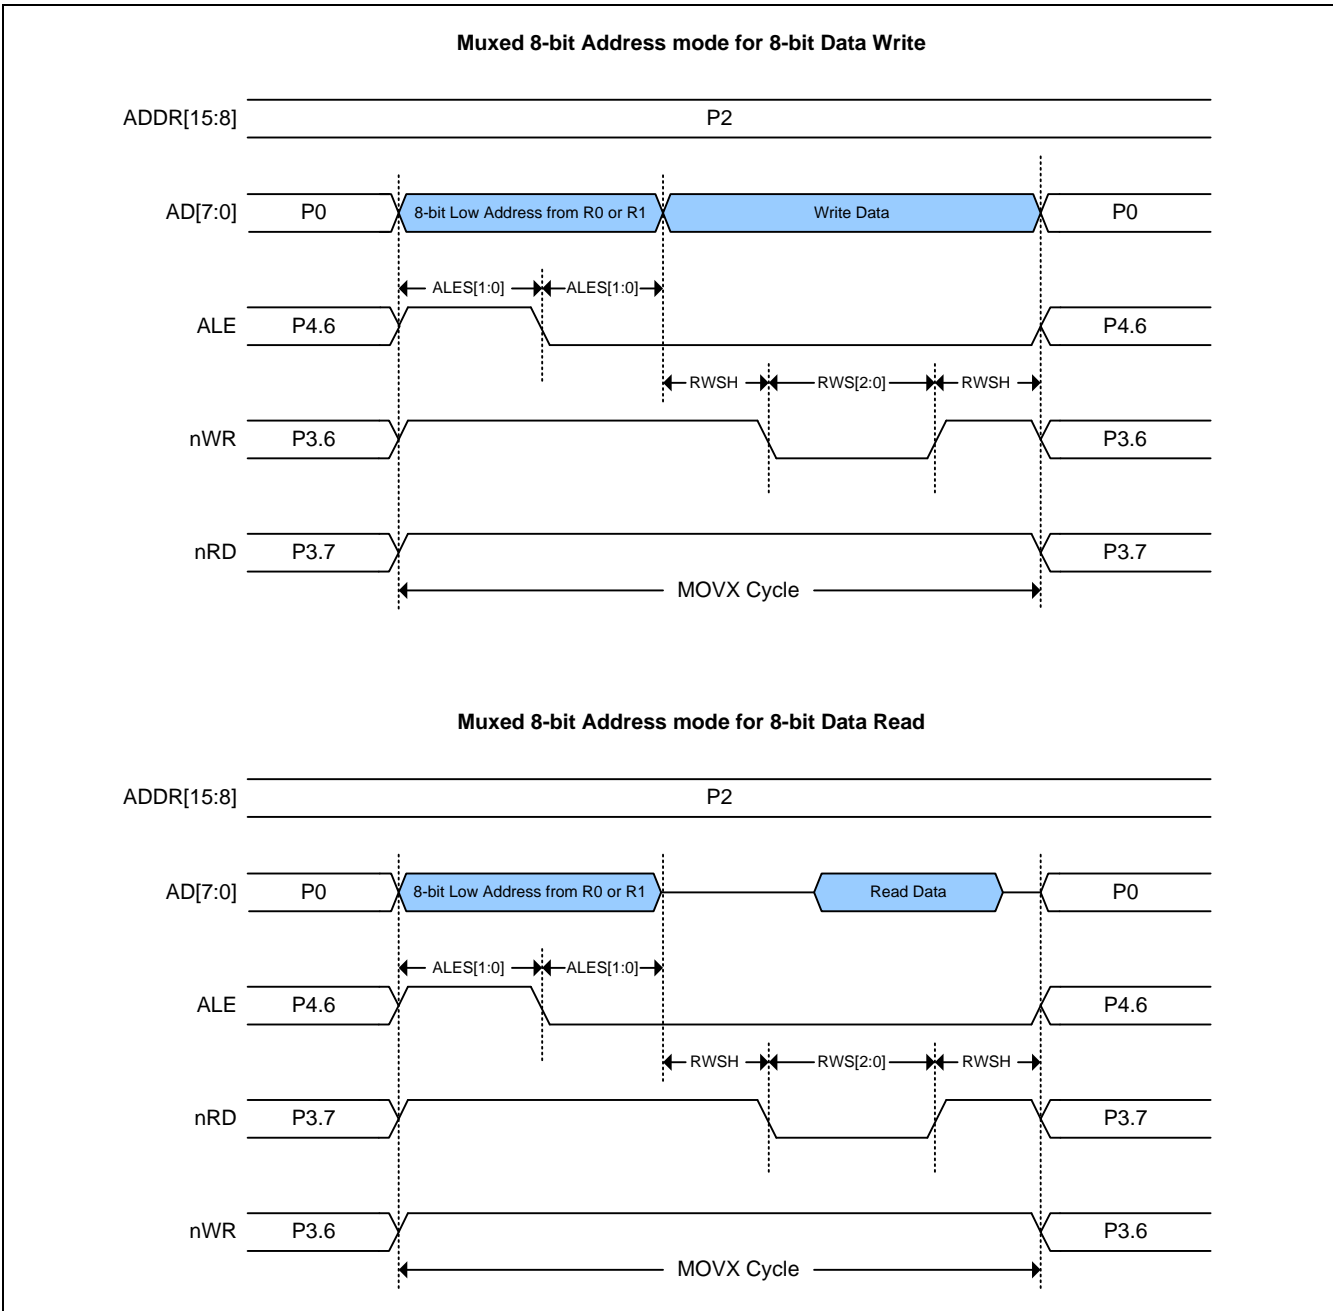 Muxed 8-bit Address mode for 8-bit Data Write
ADDR[15:8] P2
AD[7:0] P0 8-bit Low Address from R0 or R1 Write Data P0
ALES[1:0] ALES[1:0]
ALE P4.6 P4.6
RWSH RWS[2:0] RWSH
nWR P3.6 P3.6
nRD P3.7 P3.7
MOVX Cycle
Muxed 8-bit Address mode for 8-bit Data Read
ADDR[15:8] P2
AD[7:0] P0 8-bit Low Address from R0 or R1 Read Data P0
ALES[1:0] ALES[1:0]
ALE P4.6 P4.6
RWSH RWS[2:0] RWSH
nRD P3.7 P3.7
nWR P3.6 P3.6
MOVX Cycle